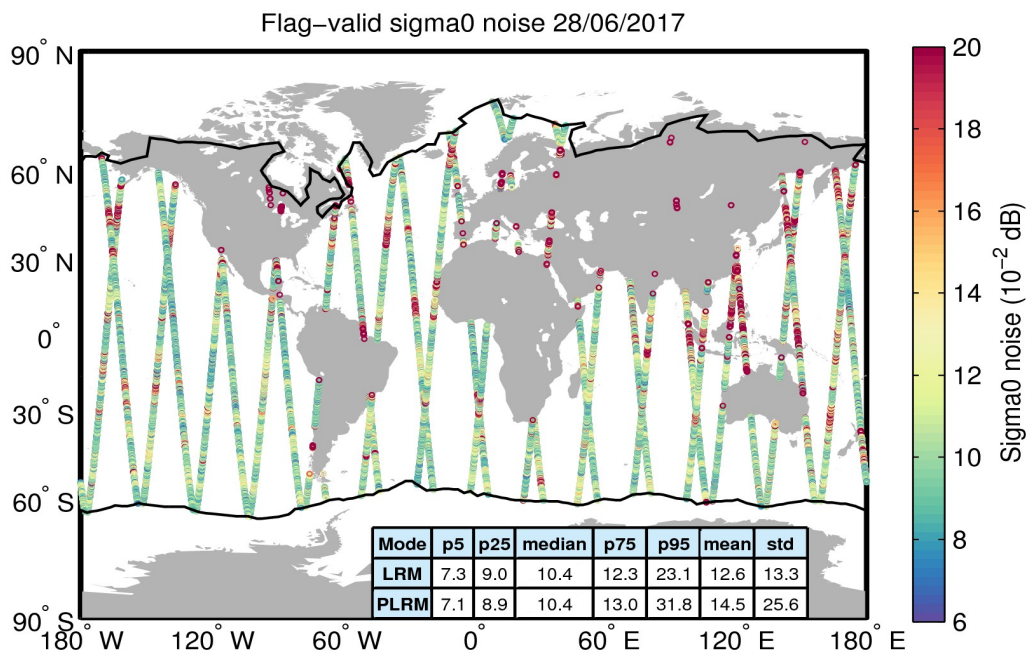 Flag−valid sigma0 noise 28/06/2017
90° N
60° N
30° N
0°
30° S
60° S
90° S
180° W 120° W 60° W 0° 60° E 120° E 180° E
Mode p5 p25 median p75 p95 mean std
LRM 7.3 9.0 10.4 12.3 23.1 12.6 13.3
PLRM 7.1 8.9 10.4 13.0 31.8 14.5 25.6
20
18
16
14
12
10
8
6
Sigma0 noise (10⁻² dB)